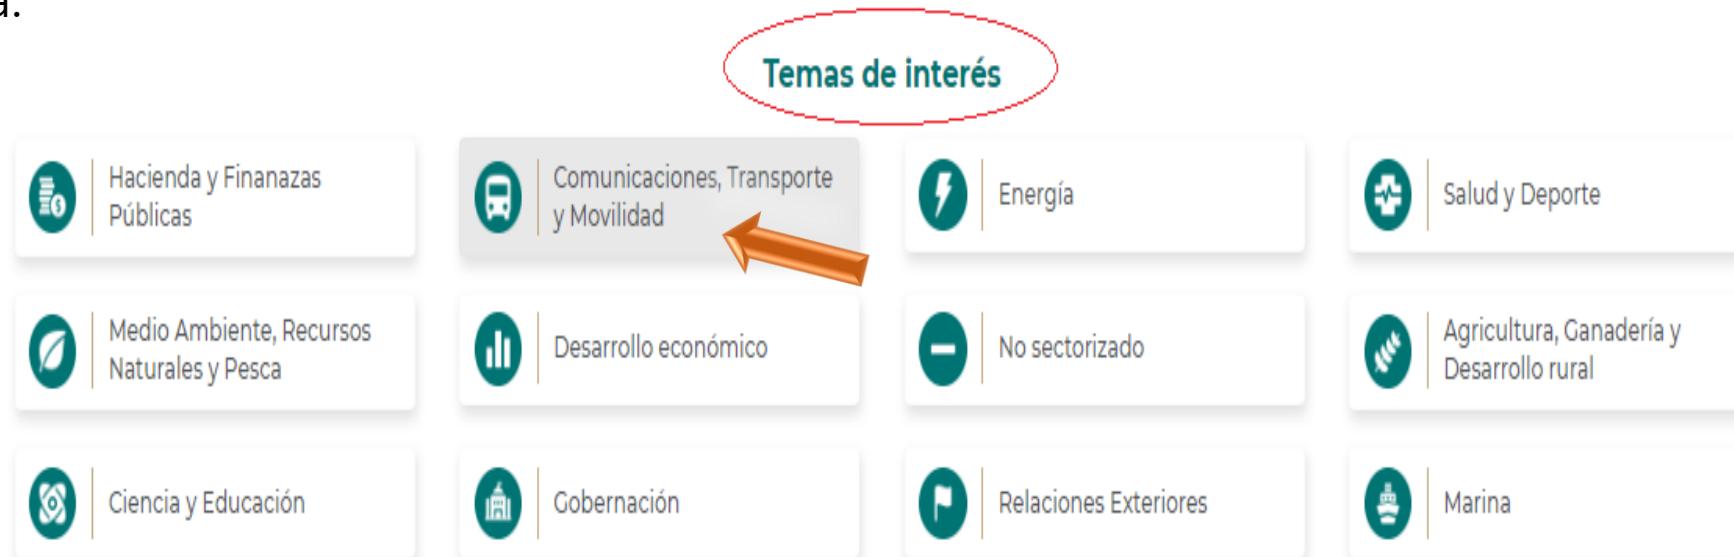 a.
Temas de interés
Hacienda y Finanazas
Públicas
Comunicaciones, Transporte
y Movilidad
Energía
Salud y Deporte
Medio Ambiente, Recursos
Naturales y Pesca
Desarrollo económico
No sectorizado
Agricultura, Ganadería y
Desarrollo rural
Ciencia y Educación
Gobernación
Relaciones Exteriores
Marina